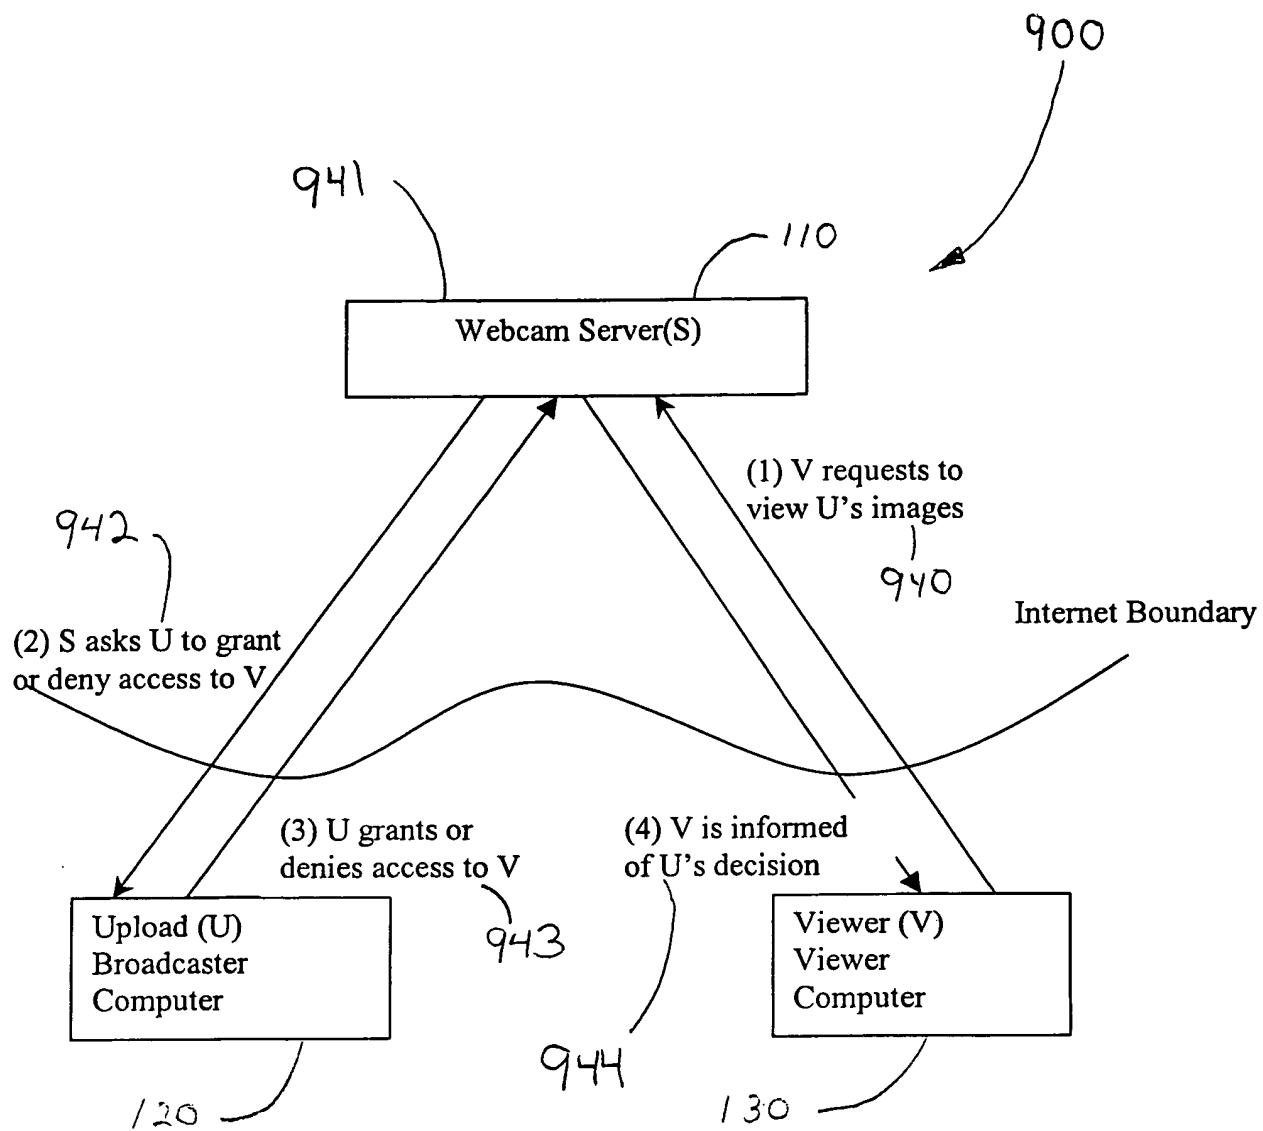 900
941
110
Webcam Server(S)
(1) V requests to
view U's images
942
940
Internet Boundary
(2) S asks U to grant
or deny access to V
(3) U grants or
denies access to V
(4) V is informed
of U's decision
943
Upload (U)
Broadcaster
Computer
Viewer (V)
Viewer
Computer
944
120
130